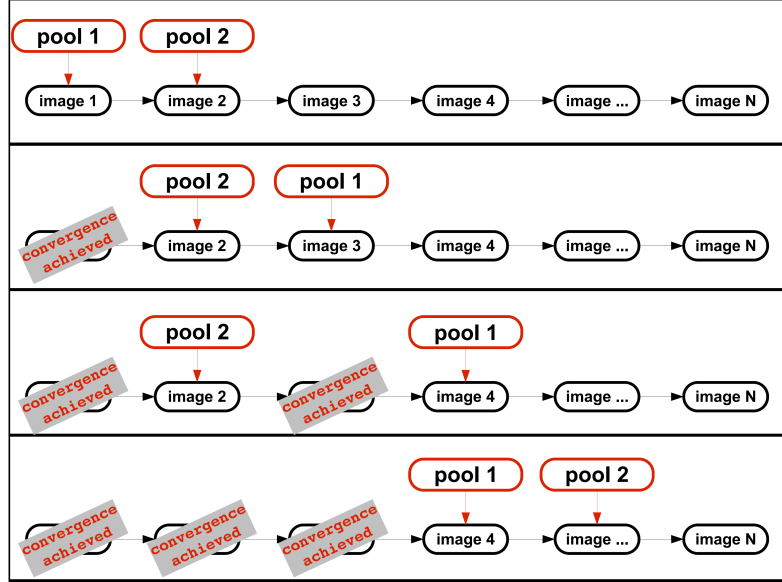 pool 1 pool 2
image 1 image 2 image 3 image 4 image ... image N
pool 2 pool 1
convergence
achieved
image 2 image 3 image 4 image ... image N
pool 2 pool 1
convergence
achieved
image 2
convergence
achieved
image 4 image ... image N
pool 1 pool 2
convergence
achieved
convergence
achieved
convergence
achieved
image 4 image ... image N